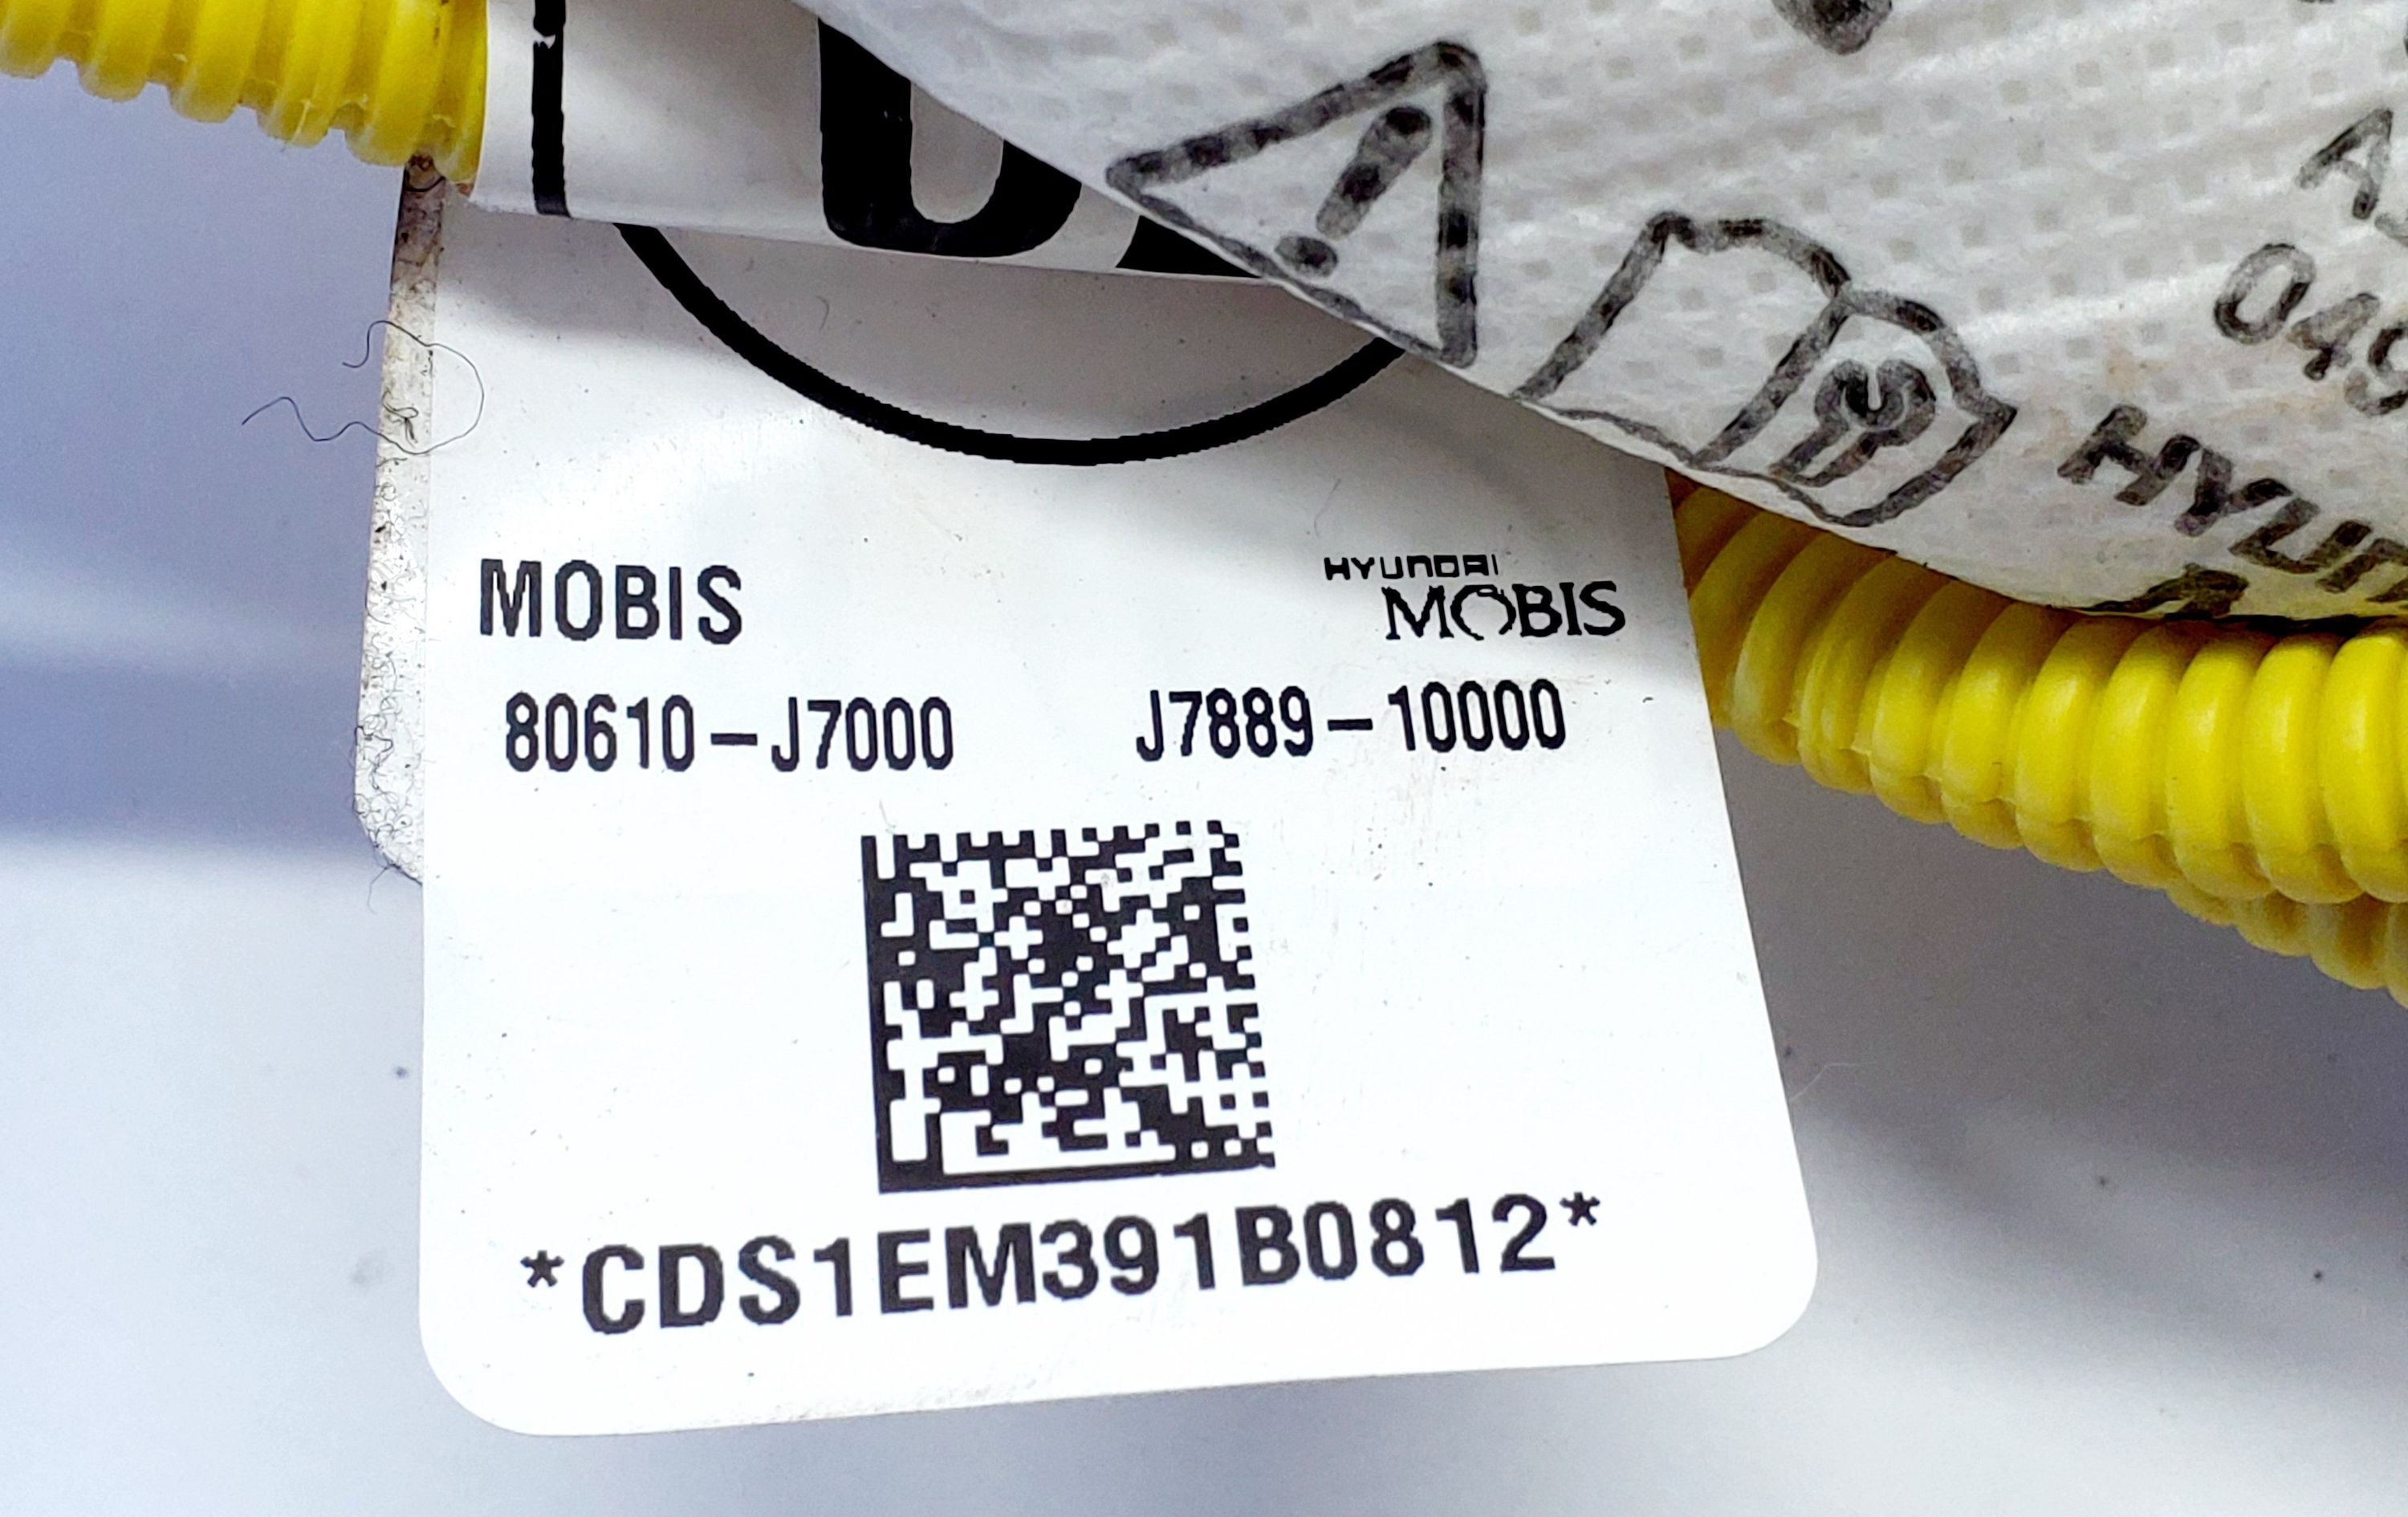 MOBIS
HYUNDAI
MOBIS
80610-J7000
J7889-10000
*CDS1EM391B0812*